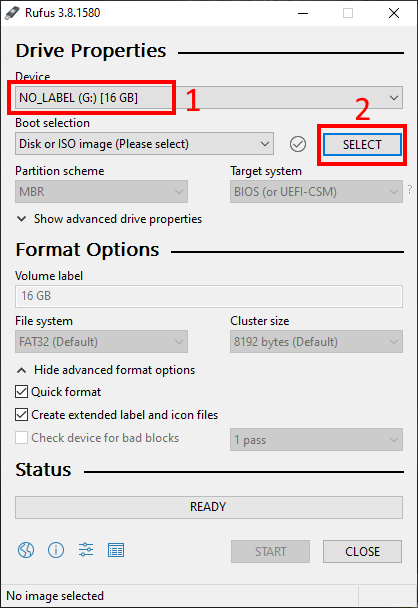 Rufus 3.8.1580
Drive Properties
Device
NO_LABEL (G:) [16 GB]
1
2
Boot selection
Disk or ISO image (Please select)
SELECT
Partition scheme
Target system
MBR
BIOS (or UEFI-CSM)
?
Show advanced drive properties
Format Options
Volume label
16 GB
File system
Cluster size
FAT32 (Default)
8192 bytes (Default)
Hide advanced format options
Quick format
Create extended label and icon files
Check device for bad blocks
1 pass
Status
READY
START
CLOSE
No image selected